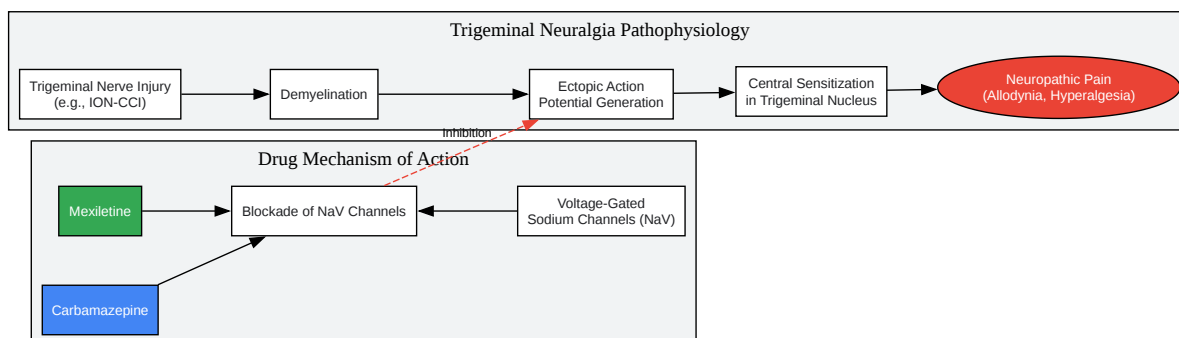 Trigeminal Neuralgia Pathophysiology
Trigeminal Nerve Injury
(e.g., ION-CCI)
Demyelination
Ectopic Action
Potential Generation
Central Sensitization
in Trigeminal Nucleus
Neuropathic Pain
(Allodynia, Hyperalgesia)
Inhibition
Drug Mechanism of Action
Mexiletine
Blockade of NaV Channels
Voltage-Gated
Sodium Channels (NaV)
Carbamazepine